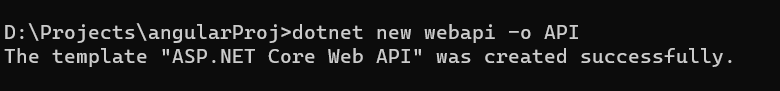 D:\Projects\angularProj>dotnet new webapi -o API
The template "ASP.NET Core Web API" was created successfully.